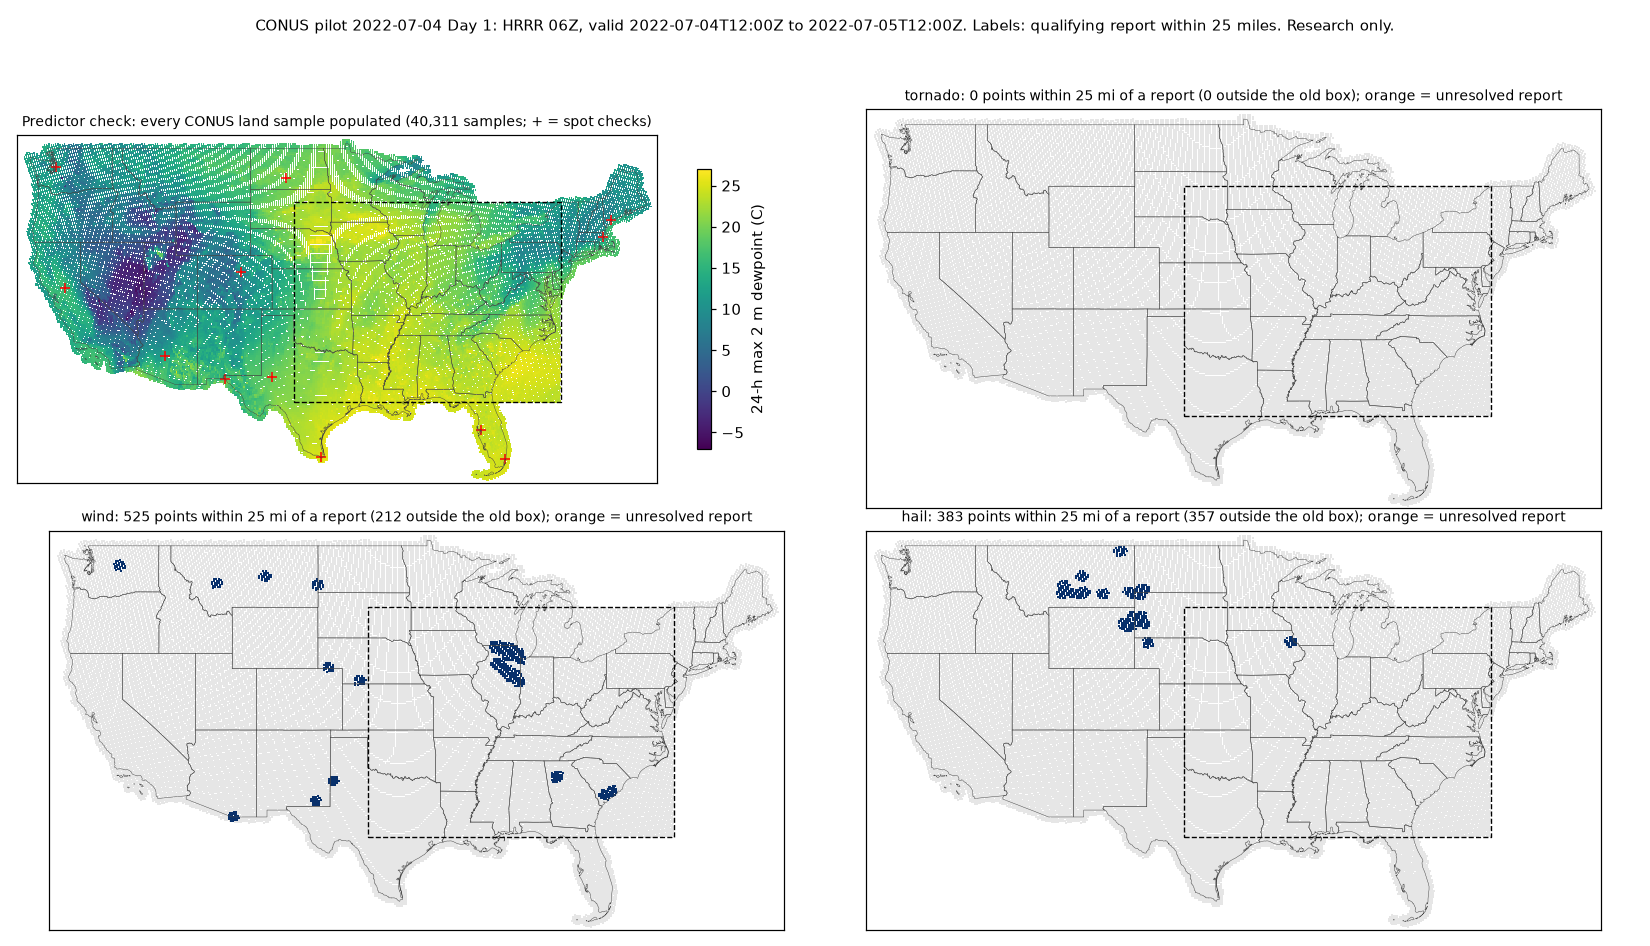 CONUS pilot 2022-07-04 Day 1: HRRR 06Z, valid 2022-07-04T12:00Z to 2022-07-05T12:00Z. Labels: qualifying report within 25 miles. Research only.
Predictor check: every CONUS land sample populated (40,311 samples; + = spot checks)
25
20
15
10
5
0
−5
24-h max 2 m dewpoint (C)
tornado: 0 points within 25 mi of a report (0 outside the old box); orange = unresolved report
wind: 525 points within 25 mi of a report (212 outside the old box); orange = unresolved report
hail: 383 points within 25 mi of a report (357 outside the old box); orange = unresolved report